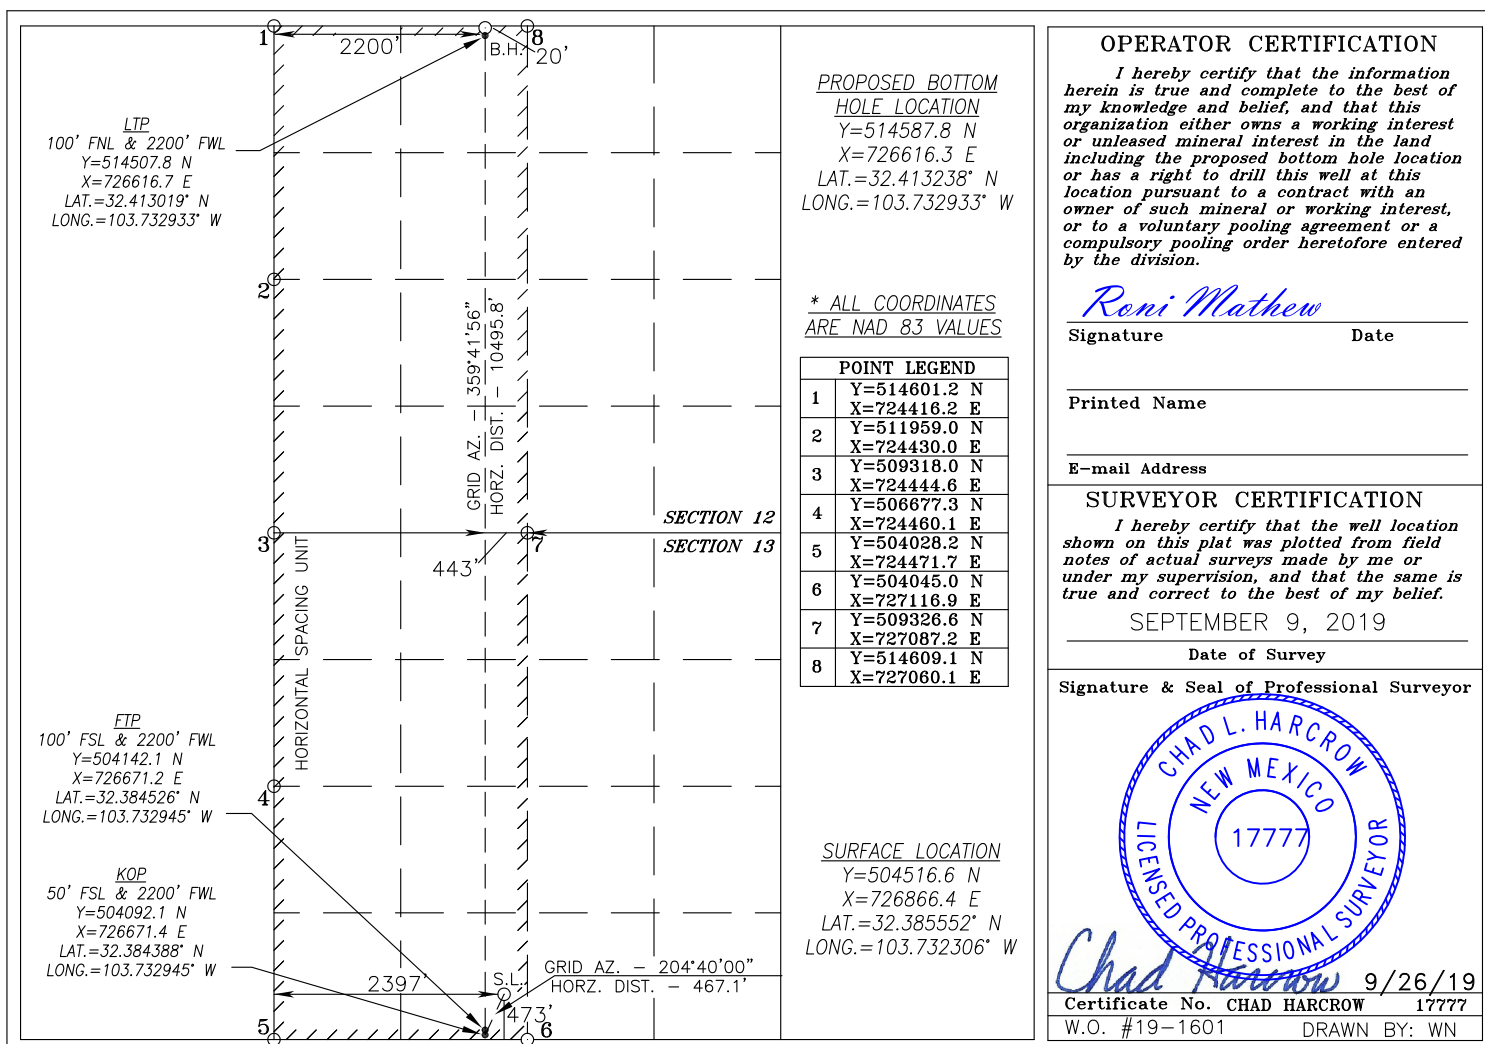 1
2200'
B.H.
8
20'
LTP
100' FNL & 2200' FWL
Y=514507.8 N
X=726616.7 E
LAT.=32.413019° N
LONG.=103.732933° W
2
GRID AZ. - 359°41'56"
HORZ. DIST. - 10495.8'
SECTION 12
SECTION 13
3
7
443'
HORIZONTAL SPACING UNIT
FTP
100' FSL & 2200' FWL
Y=504142.1 N
X=726671.2 E
LAT.=32.384526° N
LONG.=103.732945° W
4
KOP
50' FSL & 2200' FWL
Y=504092.1 N
X=726671.4 E
LAT.=32.384388° N
LONG.=103.732945° W
2397'
S.L.
473'
GRID AZ. - 204°40'00"
HORZ. DIST. - 467.1'
5
6
PROPOSED BOTTOM
HOLE LOCATION
Y=514587.8 N
X=726616.3 E
LAT.=32.413238° N
LONG.=103.732933° W
* ALL COORDINATES
ARE NAD 83 VALUES
POINT LEGEND
1 Y=514601.2 N
X=724416.2 E
2 Y=511959.0 N
X=724430.0 E
3 Y=509318.0 N
X=724444.6 E
4 Y=506677.3 N
X=724460.1 E
5 Y=504028.2 N
X=724471.7 E
6 Y=504045.0 N
X=727116.9 E
7 Y=509326.6 N
X=727087.2 E
8 Y=514609.1 N
X=727060.1 E
SURFACE LOCATION
Y=504516.6 N
X=726866.4 E
LAT.=32.385552° N
LONG.=103.732306° W
OPERATOR CERTIFICATION
I hereby certify that the information
herein is true and complete to the best of
my knowledge and belief, and that this
organization either owns a working interest
or unleased mineral interest in the land
including the proposed bottom hole location
or has a right to drill this well at this
location pursuant to a contract with an
owner of such mineral or working interest,
or to a voluntary pooling agreement or a
compulsory pooling order heretofore entered
by the division.
Roni Mathew
Signature Date
Printed Name
E-mail Address
SURVEYOR CERTIFICATION
I hereby certify that the well location
shown on this plat was plotted from field
notes of actual surveys made by me or
under my supervision, and that the same is
true and correct to the best of my belief.
SEPTEMBER 9, 2019
Date of Survey
Signature & Seal of Professional Surveyor
CHAD L. HARCROW
NEW MEXICO
17777
LICENSED PROFESSIONAL SURVEYOR
Chad Harcrow 9/26/19
Certificate No. CHAD HARCROW 17777
W.O. #19-1601 DRAWN BY: WN